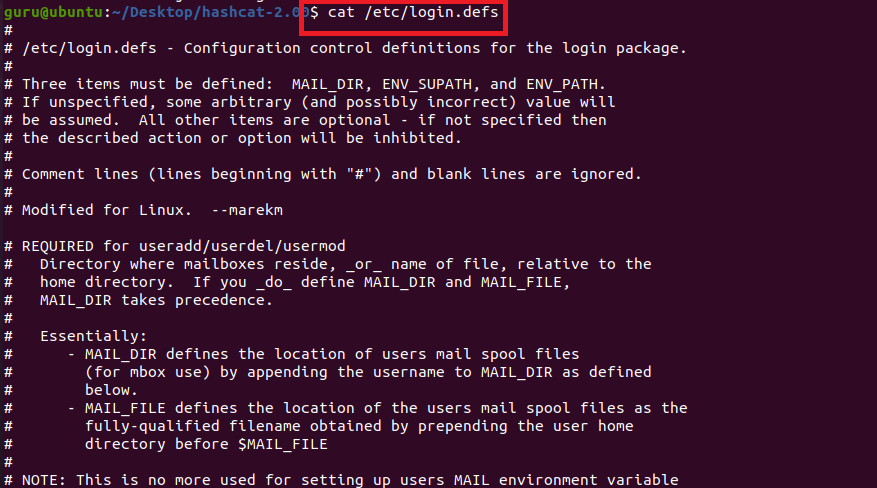 guru@ubuntu:~/Desktop/hashcat-2.00$ cat /etc/login.defs
#
# /etc/login.defs - Configuration control definitions for the login package.
#
# Three items must be defined:  MAIL_DIR, ENV_SUPATH, and ENV_PATH.
# If unspecified, some arbitrary (and possibly incorrect) value will
# be assumed.  All other items are optional - if not specified then
# the described action or option will be inhibited.
#
# Comment lines (lines beginning with "#") and blank lines are ignored.
#
# Modified for Linux.  --marekm

# REQUIRED for useradd/userdel/usermod
#   Directory where mailboxes reside, _or_ name of file, relative to the
#   home directory.  If you _do_ define MAIL_DIR and MAIL_FILE,
#   MAIL_DIR takes precedence.
#
#   Essentially:
#      - MAIL_DIR defines the location of users mail spool files
#        (for mbox use) by appending the username to MAIL_DIR as defined
#        below.
#      - MAIL_FILE defines the location of the users mail spool files as the
#        fully-qualified filename obtained by prepending the user home
#        directory before $MAIL_FILE
#
# NOTE: This is no more used for setting up users MAIL environment variable